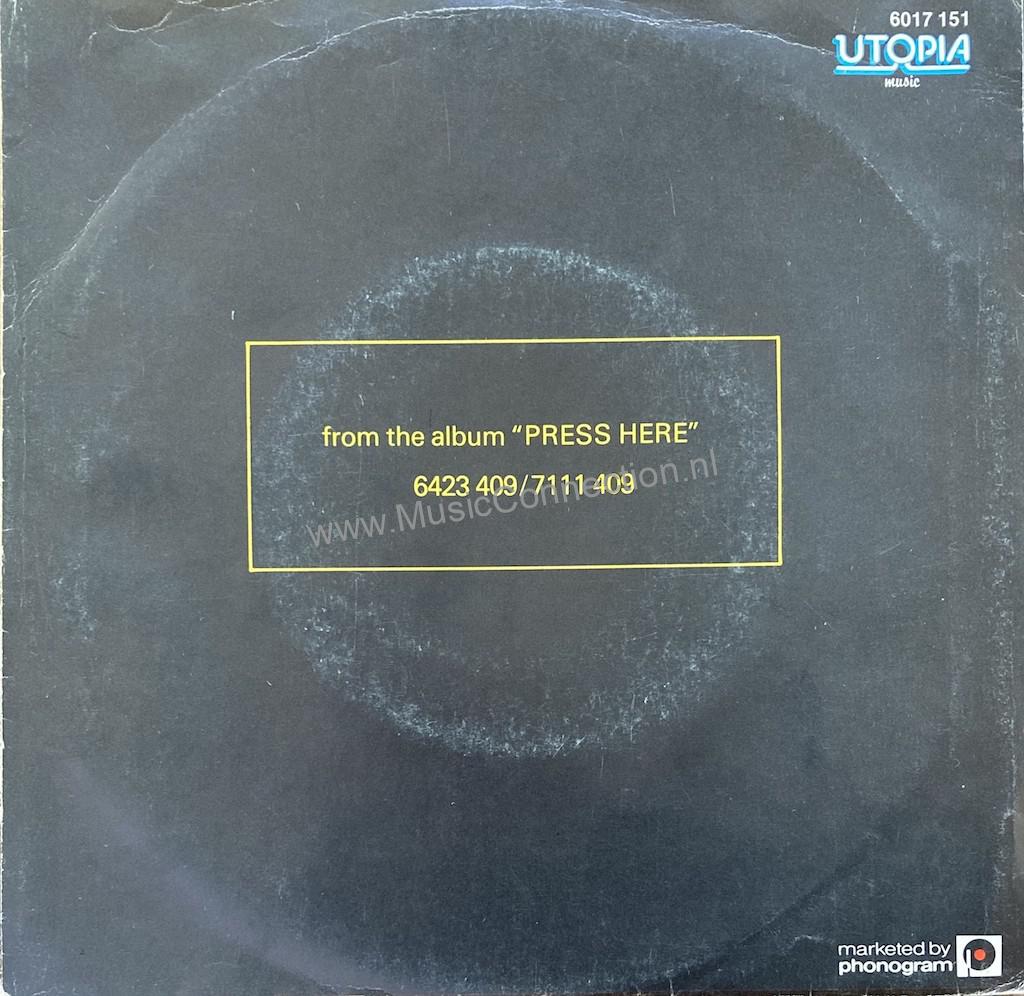 6017 151
UTOPIA
music
from the album “PRESS HERE”
6423 409/7111 409
www.MusicConnection.nl
marketed by
phonogram